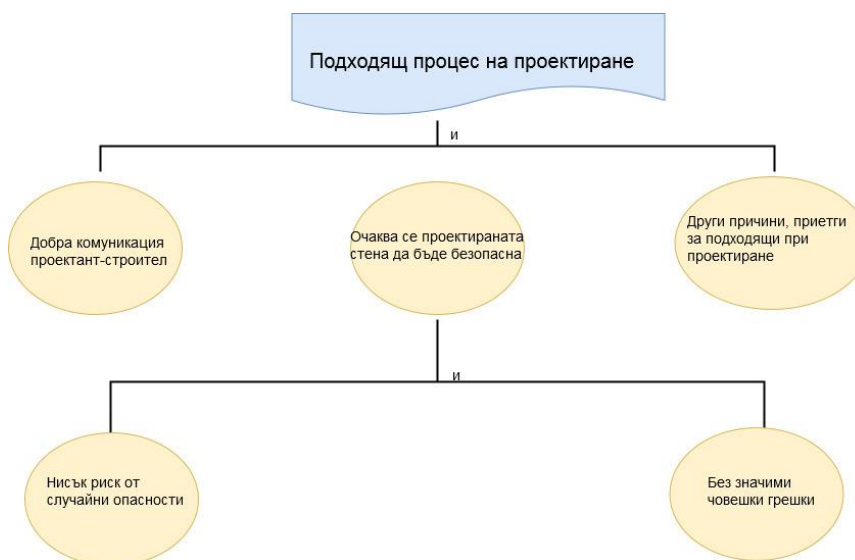 Подходящ процес на проектиране
и
Добра комуникация
проектант-строител
Очаква се проектираната
стена да бъде безопасна
Други причини, приетги
за подходящи при
проектиране
и
Нисък риск от
случайни опасности
Без значими
човешки грешки